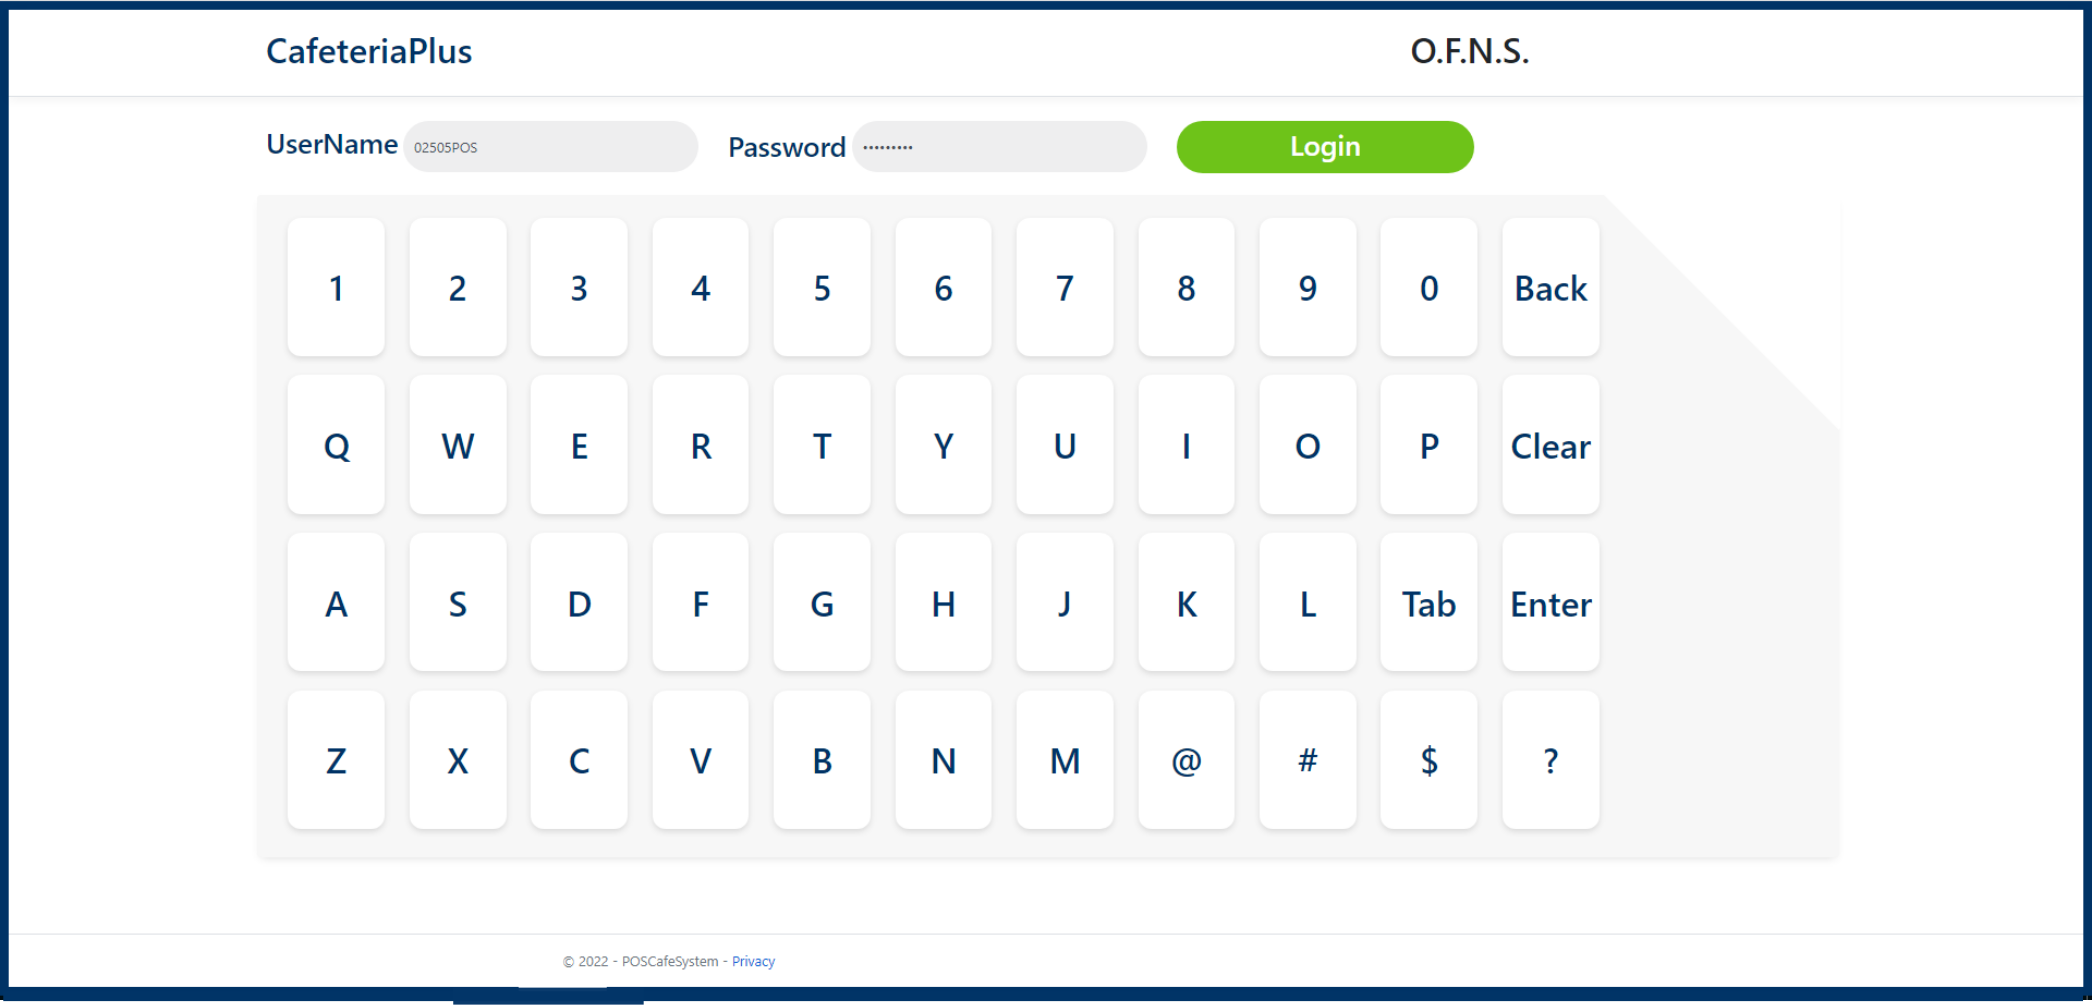 CafeteriaPlus O.F.N.S.
UserName 02505POS Password ········· Login
1 2 3 4 5 6 7 8 9 0 Back
Q W E R T Y U I O P Clear
A S D F G H J K L Tab Enter
Z X C V B N M @ # $ ?
© 2022 - POSCafeSystem - Privacy